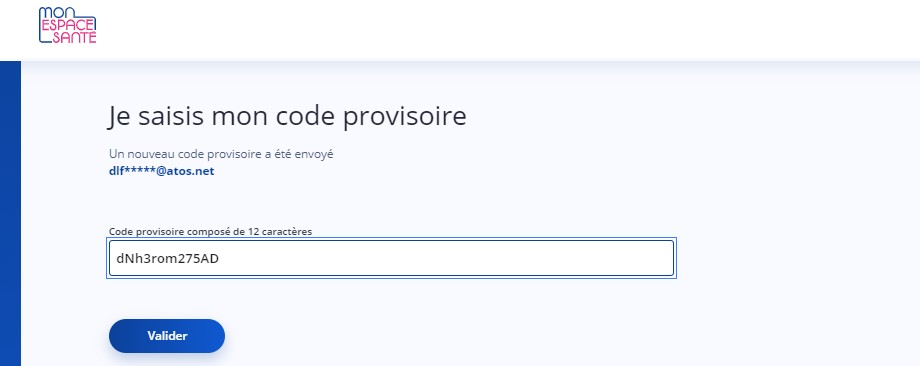 mon
ESPACE
SANTÉ
Je saisis mon code provisoire
Un nouveau code provisoire a été envoyé
dlf*****@atos.net
Code provisoire composé de 12 caractères
dNh3rom275AD
Valider